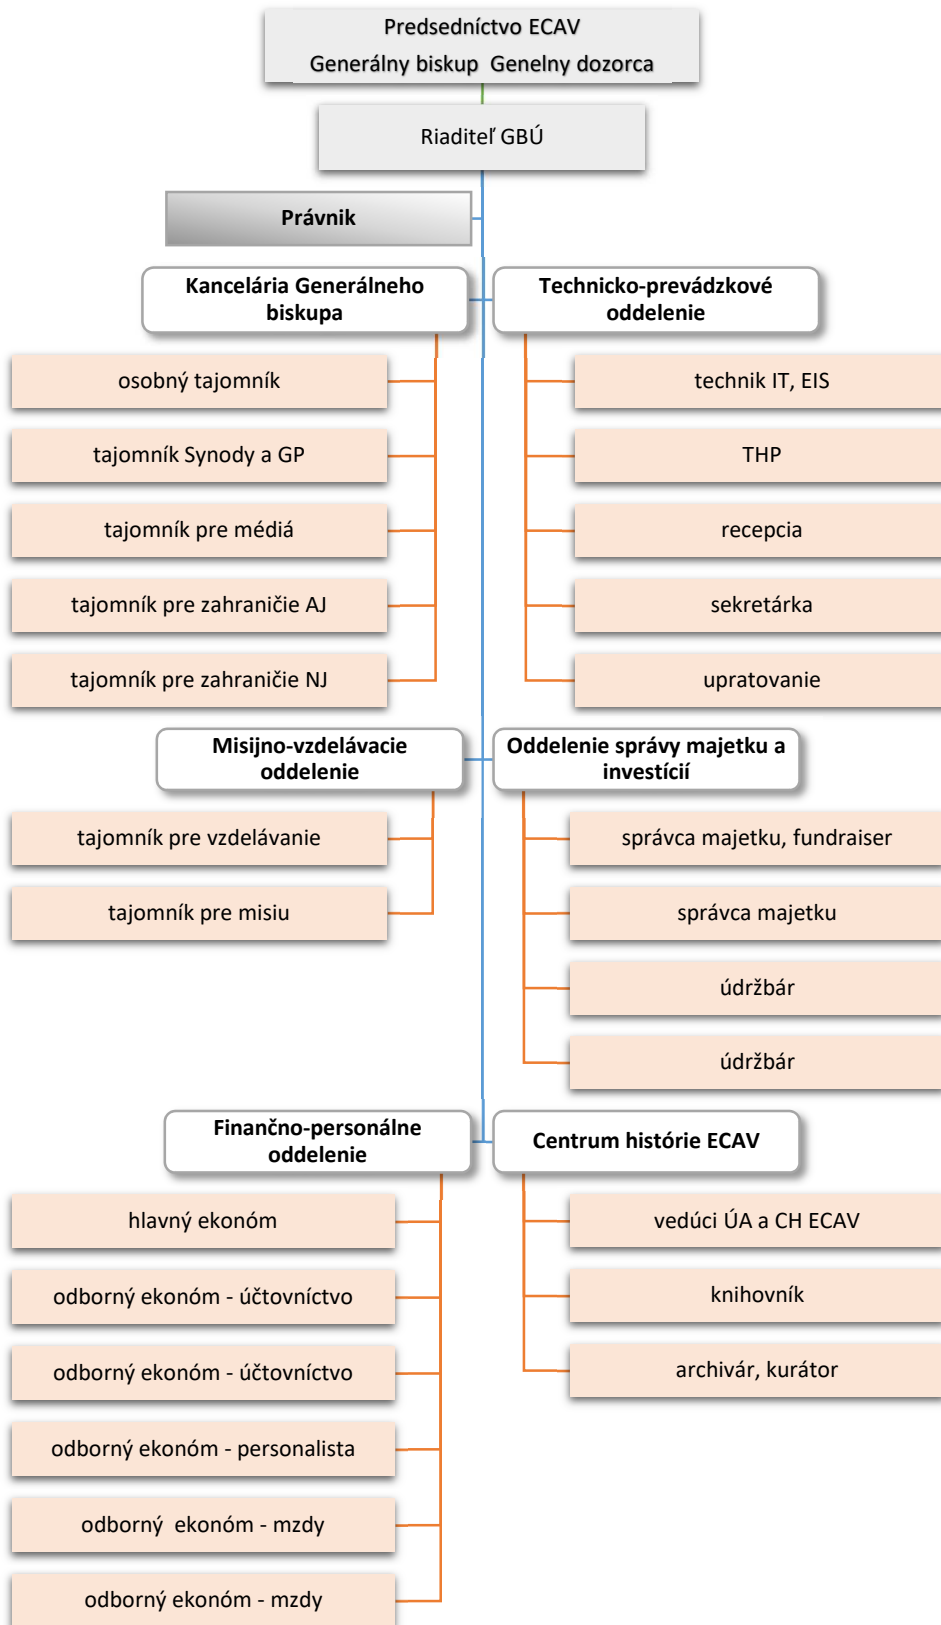 Predsedníctvo ECAV
Generálny biskup  Genelny dozorca
Riaditeľ GBÚ
Právnik
Kancelária Generálneho
biskupa
osobný tajomník
tajomník Synody a GP
tajomník pre médiá
tajomník pre zahraničie AJ
tajomník pre zahraničie NJ
Technicko-prevádzkové
oddelenie
technik IT, EIS
THP
recepcia
sekretárka
upratovanie
Misijno-vzdelávacie
oddelenie
tajomník pre vzdelávanie
tajomník pre misiu
Oddelenie správy majetku a
investícií
správca majetku, fundraiser
správca majetku
údržbár
údržbár
Finančno-personálne
oddelenie
hlavný ekonóm
odborný ekonóm - účtovníctvo
odborný ekonóm - účtovníctvo
odborný ekonóm - personalista
odborný  ekonóm - mzdy
odborný ekonóm - mzdy
Centrum histórie ECAV
vedúci ÚA a CH ECAV
knihovník
archivár, kurátor